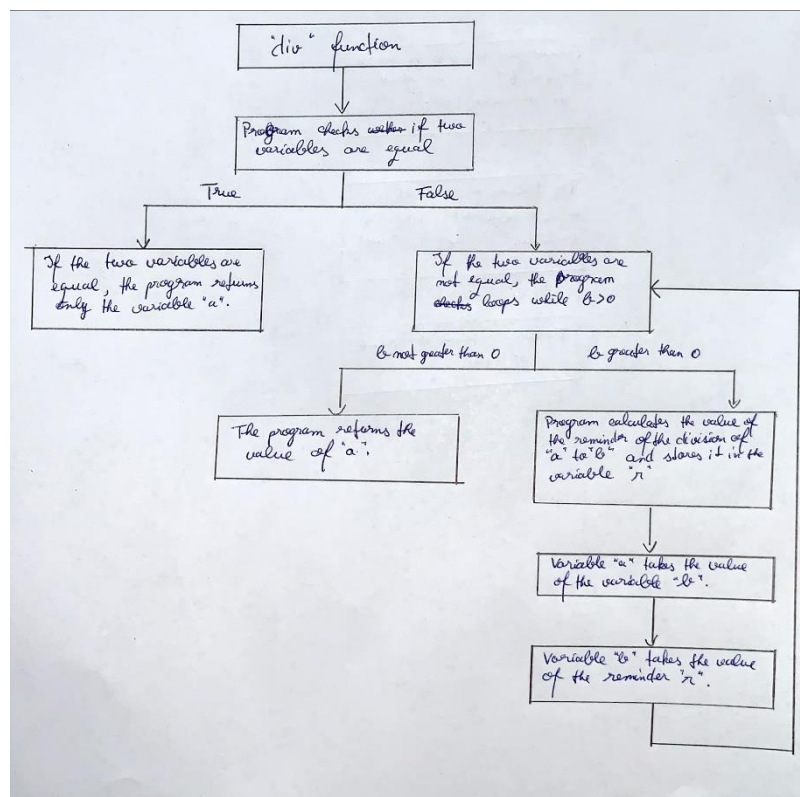 "div" function
Program checks if two
variables are equal
True
False
If the two variables are
equal, the program returns
only the variable "a".
If the two variables are
not equal, the program
checks loops while b>0
b not greater than 0
b greater than 0
The program returns the
value of "a".
Program calculates the value of
the reminder of the division of
"a" to "b" and stores it in the
variable "r"
Variable "a" takes the value
of the variable "b".
Variable "b" takes the value
of the reminder "r".